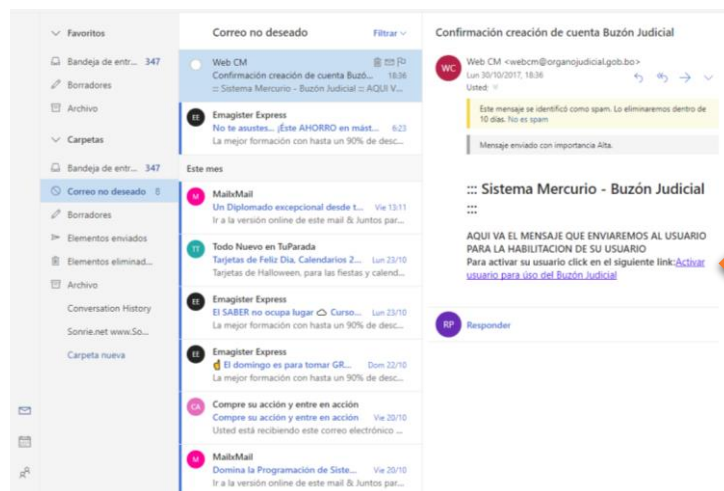 Favoritos
Bandeja de entr... 347
Borradores
Archivo
Carpetas
Bandeja de entr... 347
Correo no deseado 8
Borradores
Elementos enviados
Elementos eliminad...
Archivo
Conversation History
Sonrie.net www.So...
Carpeta nueva
Correo no deseado Filtrar
Web CM
Confirmación creación de cuenta Buzó... 18:36
::: Sistema Mercurio - Buzón Judicial ::: AQUI V...
EE Emagister Express
No te asustes... ¡Éste AHORRO en mást... 6:23
La mejor formación con hasta un 90% de desc...
Este mes
M MailxMail
Un Diplomado excepcional desde t... Vie 13:11
Ir a la versión online de este mail & Juntos par...
TT Todo Nuevo en TuParada
Tarjetas de Feliz Dia, Calendarios 2... Lun 23/10
Tarjetas de Halloween, para las fiestas y calend...
EE Emagister Express
El SABER no ocupa lugar Curso... Lun 23/10
La mejor formación con hasta un 90% de desc...
EE Emagister Express
El domingo es para tomar GR... Dom 22/10
La mejor formación con hasta un 90% de desc...
CA Compre su acción y entre en acción
Compre su acción y entre en acción Vie 20/10
Usted está recibiendo este correo electrónico ...
M MailxMail
Domina la Programación de Siste... Vie 20/10
Ir a la versión online de este mail & Juntos par...
Confirmación creación de cuenta Buzón Judicial
WC Web CM <webcm@organojudicial.gob.bo>
Lun 30/10/2017, 18:36
Usted
Este mensaje se identificó como spam. Lo eliminaremos dentro de
10 días. No es spam
Mensaje enviado con importancia Alta.
::: Sistema Mercurio - Buzón Judicial
:::
AQUI VA EL MENSAJE QUE ENVIAREMOS AL USUARIO
PARA LA HABILITACION DE SU USUARIO
Para activar su usuario click en el siguiente link:Activar
usuario para úso del Buzón Judicial
RP Responder